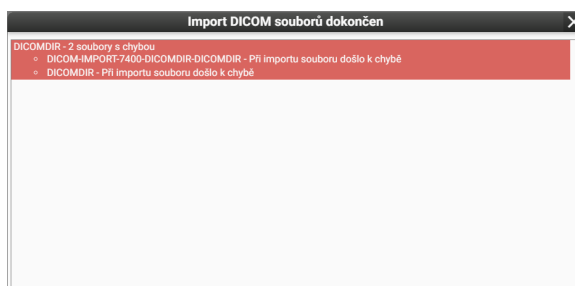 Import DICOM souborů dokončen
DICOMDIR - 2 soubory s chybou
DICOM-IMPORT-7400-DICOMDIR-DICOMDIR - Při importu souboru došlo k chybě
DICOMDIR - Při importu souboru došlo k chybě